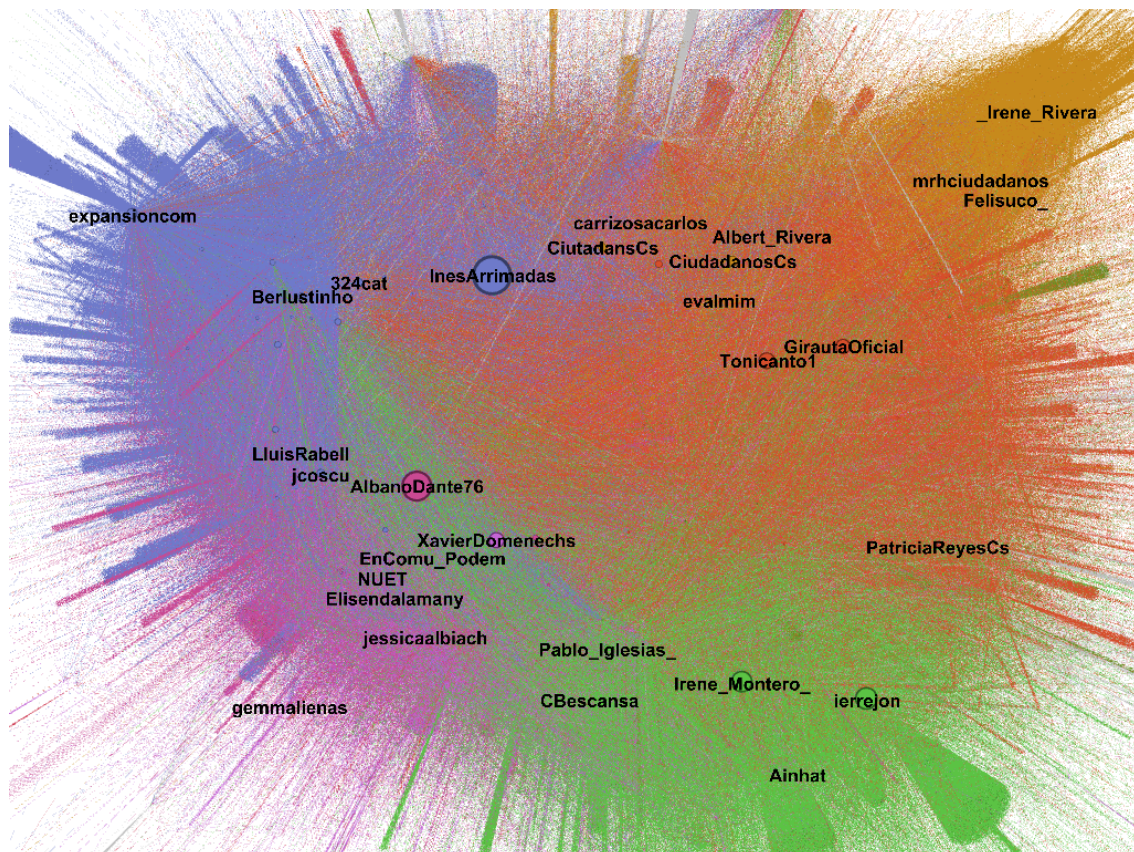 _Irene_Rivera
mrhciudadanos
Felisuco_
expansioncom
carrizosacarlos
Albert_Rivera
CiutadansCs
CiudadanosCs
InesArrimadas
324cat
Berlustinho
evalmim
GirautaOficial
Tonicanto1
LluisRabell
jcoscu
AlbanoDante76
XavierDomenechs
PatriciaReyesCs
EnComu_Podem
NUET
Elisendalamany
jessicaalbiach
Pablo_Iglesias_
Irene_Montero_
CBescansa
ierrejon
gemmalienas
Ainhat